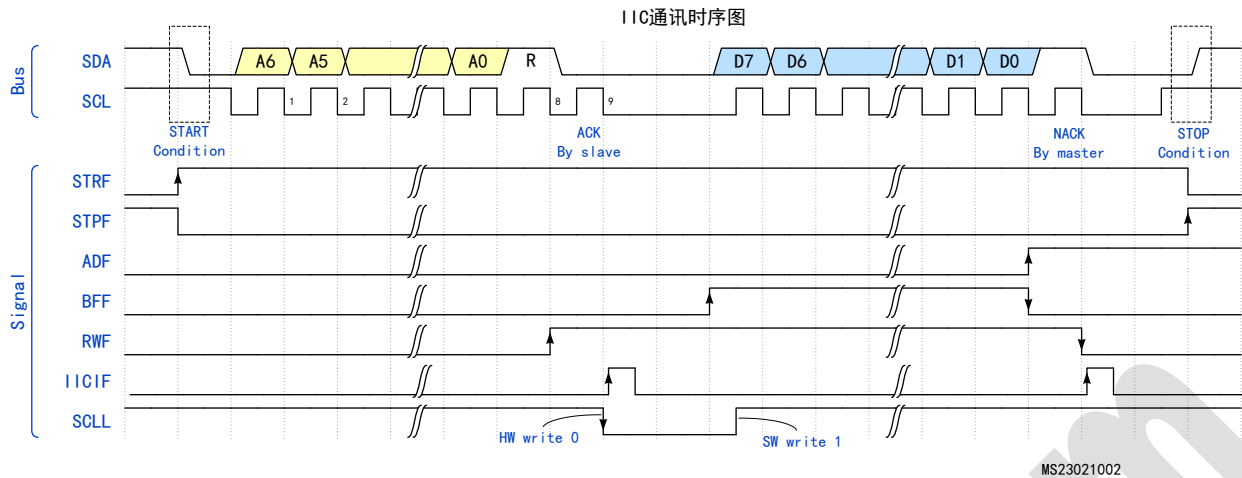 IIC通讯时序图
Bus
SDA
A6
A5
A0
R
D7
D6
D1
D0
SCL
1
2
8
9
START
Condition
ACK
By slave
NACK
By master
STOP
Condition
Signal
STRF
STPF
ADF
BFF
RWF
IICIF
SCLL
HW write 0
SW write 1
MS23021002